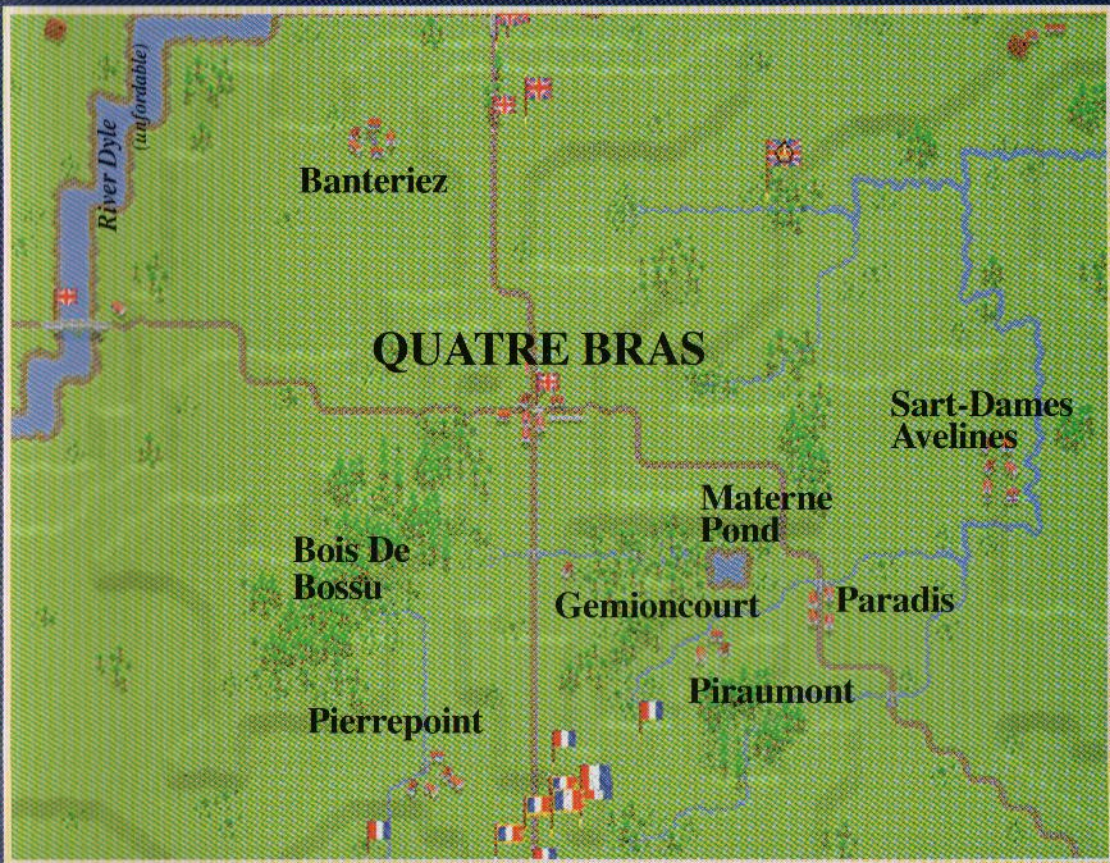 River Dyle
(unfordable)
Banteriez
QUATRE BRAS
Sart-Dames
Avelines
Materne
Pond
Bois De
Bossu
Gemioncourt
Paradis
Piraumont
Pierrepoint